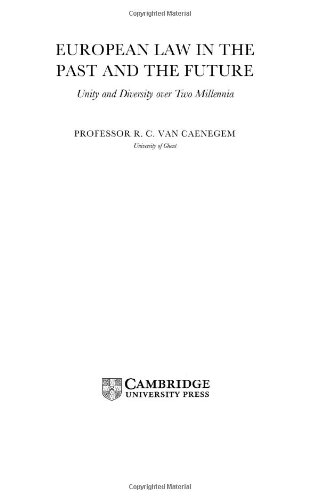 Copyrighted Material
EUROPEAN LAW IN THE
PAST AND THE FUTURE
Unity and Diversity over Two Millennia
PROFESSOR R. C. VAN CAENEGEM
University of Ghent
CAMBRIDGE
UNIVERSITY PRESS
Copyrighted Material